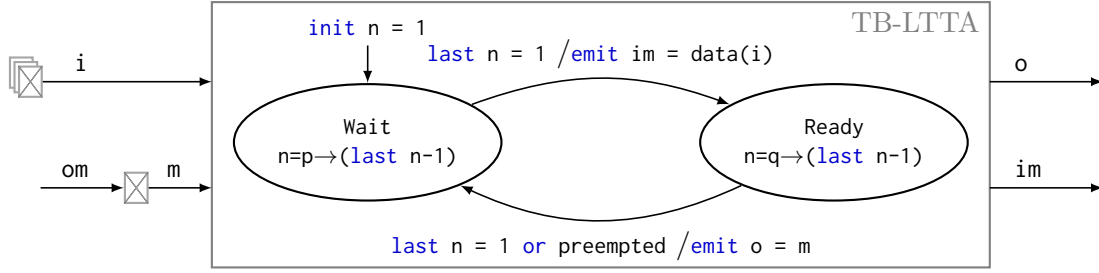 TB-LTTA
init n = 1
last n = 1 /emit im = data(i)
i
o
Wait
n=p→(last n-1)
Ready
n=q→(last n-1)
om
m
im
last n = 1 or preempted /emit o = m